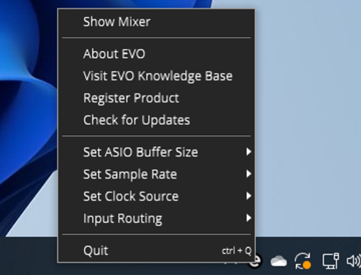 Show Mixer
About EVO
Visit EVO Knowledge Base
Register Product
Check for Updates
Set ASIO Buffer Size
Set Sample Rate
Set Clock Source
Input Routing
Quit ctrl + Q